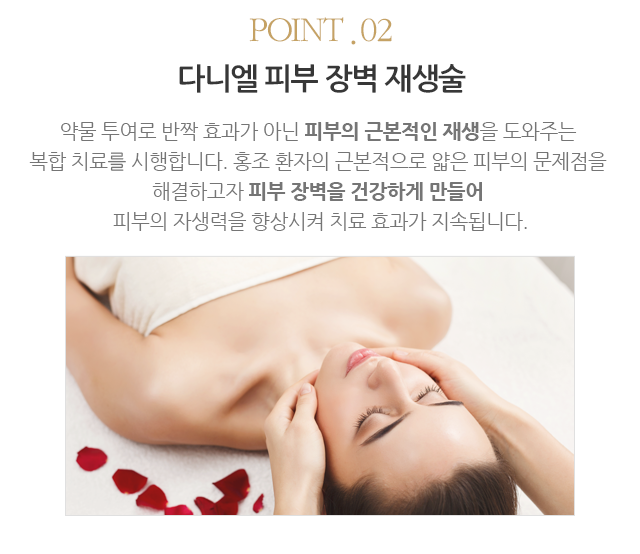 POINT . 02
다니엘 피부 장벽 재생술
약물 투여로 반짝 효과가 아닌 피부의 근본적인 재생을 도와주는
복합 치료를 시행합니다. 홍조 환자의 근본적으로 얇은 피부의 문제점을
해결하고자 피부 장벽을 건강하게 만들어
피부의 자생력을 향상시켜 치료 효과가 지속됩니다.